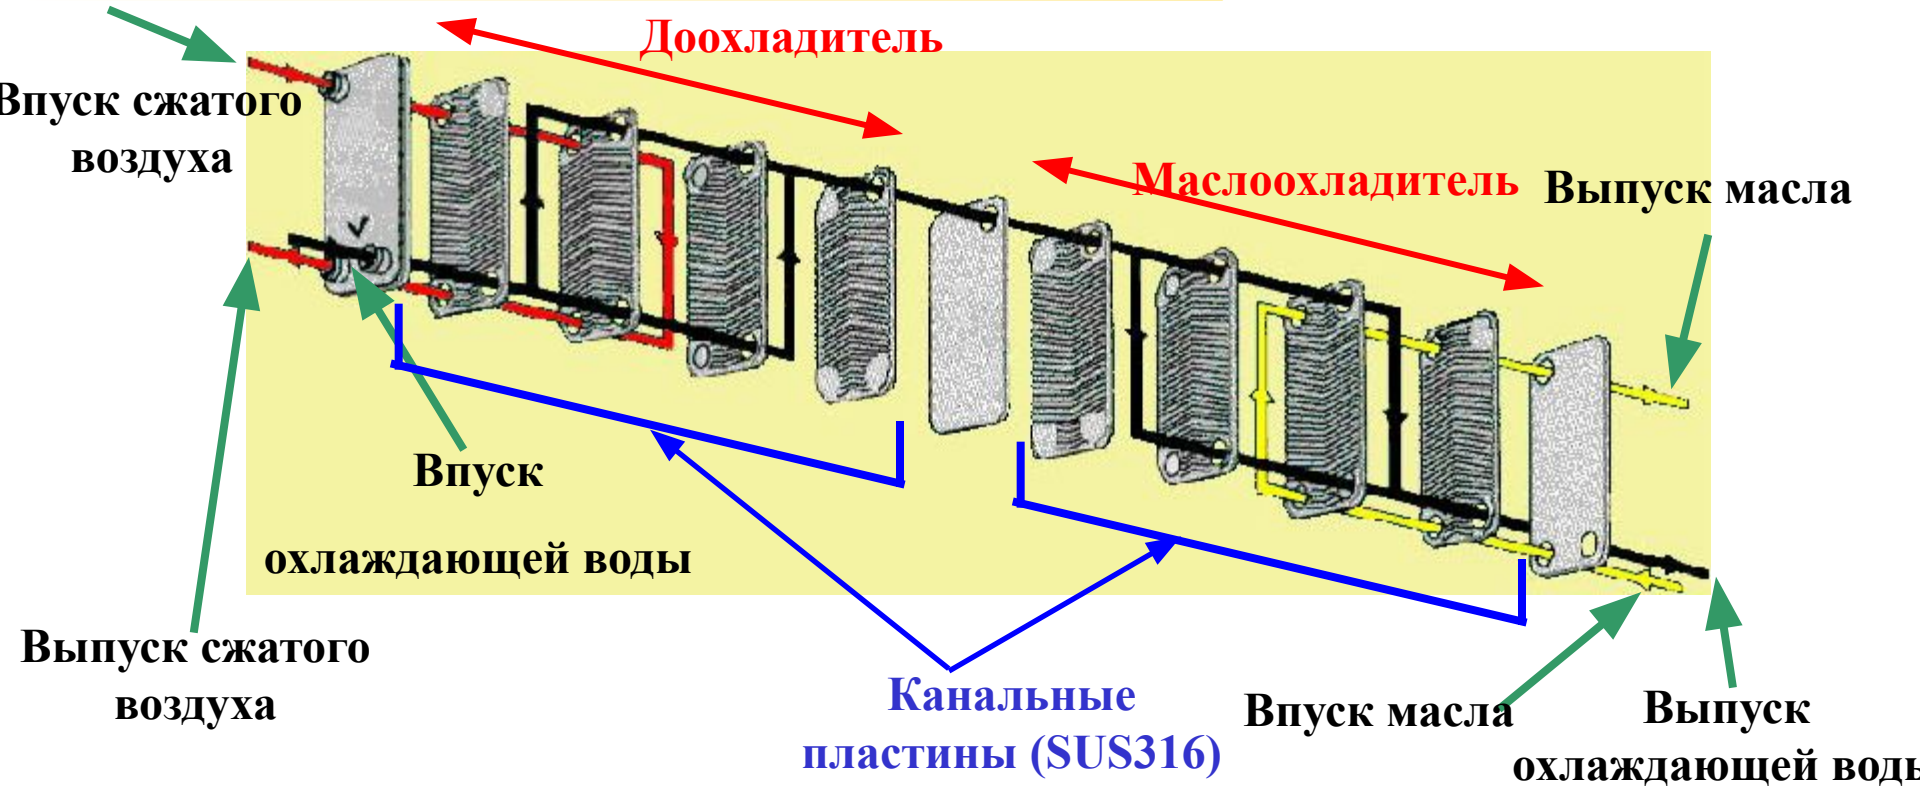 Доохладитель
Впуск сжатого
воздуха
Маслоохладитель
Выпуск масла
Впуск
охлаждающей воды
Выпуск сжатого
воздуха
Канальные
пластины (SUS316)
Впуск масла
Выпуск
охлаждающей воды